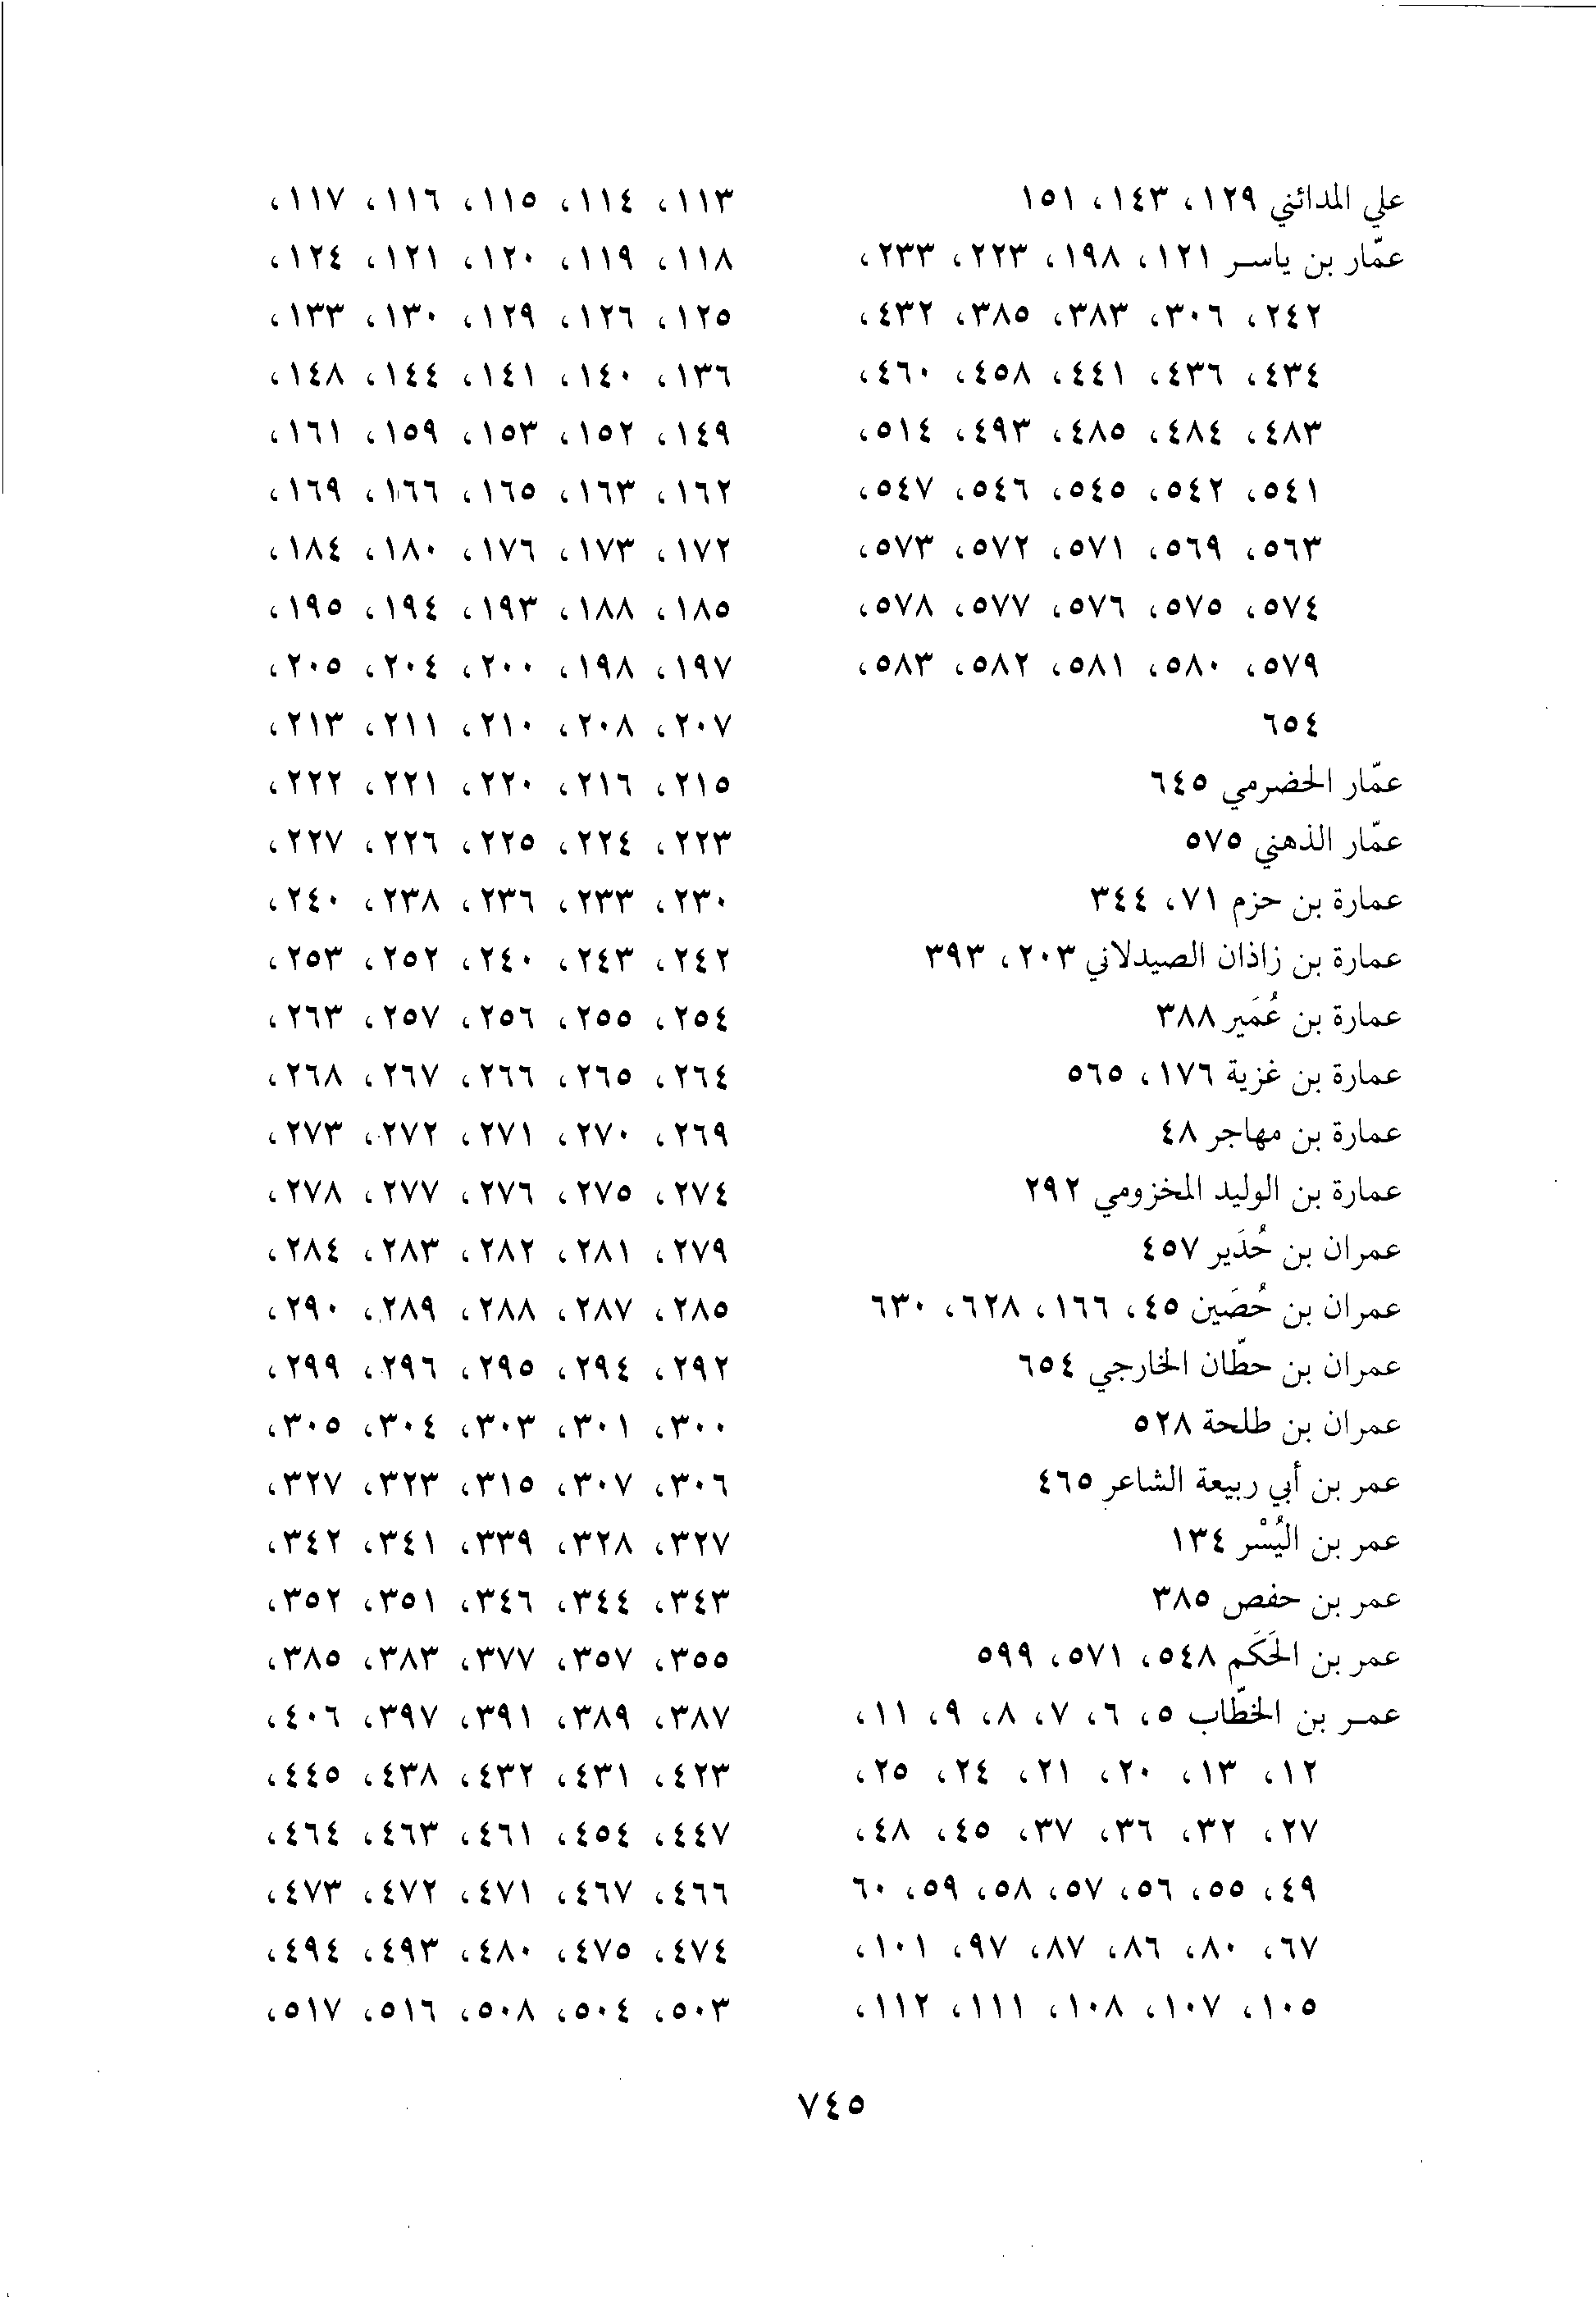 علي المدائني ١٢٩، ١٤٣، ١٥١
عمّار بن ياسـر ١٢١، ١٩٨، ٢٢٣، ٢٣٣،
٢٤٢، ٣٠٦، ٣٨٣، ٣٨٥، ٤٣٢،
٤٣٤، ٤٣٦، ٤٤١، ٤٥٨، ٤٦٠،
٤٨٣، ٤٨٤، ٤٨٥، ٤٩٣، ٥١٤،
٥٤١، ٥٤٢، ٥٤٥، ٥٤٦، ٥٤٧،
٥٦٣، ٥٦٩، ٥٧١، ٥٧٢، ٥٧٣،
٥٧٤، ٥٧٥، ٥٧٦، ٥٧٧، ٥٧٨،
٥٧٩، ٥٨٠، ٥٨١، ٥٨٢، ٥٨٣،
٦٥٤
عمّار الحضرمي ٦٤٥
عمّار الذهني ٥٧٥
عمارة بن حزم ٧١، ٣٤٤
عمارة بن زاذان الصيدلاني ٢٠٣، ٣٩٣
عمارة بن عُمَير ٣٨٨
عمارة بن غزية ١٧٦، ٥٦٥
عمارة بن مهاجر ٤٨
عمارة بن الوليد المخزومي ٢٩٢
عمران بن حُدَير ٤٥٧
عمران بن حُصَين ٤٥، ١٦٦، ٦٢٨، ٦٣٠
عمران بن حطّان الخارجي ٦٥٤
عمران بن طلحة ٥٢٨
عمر بن أبي ربيعة الشاعر ٤٦٥
عمر بن اليُسْر ١٣٤
عمر بن حفص ٣٨٥
عمر بن الحَكَم ٥٤٨، ٥٧١، ٥٩٩
عمـر بن الخطّاب ٥، ٦، ٧، ٨، ٩، ١١،
١٢، ١٣، ٢٠، ٢١، ٢٤، ٢٥،
٢٧، ٣٢، ٣٦، ٣٧، ٤٥، ٤٨،
٤٩، ٥٥، ٥٦، ٥٧، ٥٨، ٥٩، ٦٠
٦٧، ٨٠، ٨٦، ٨٧، ٩٧، ١٠١،
١٠٥، ١٠٧، ١٠٨، ١١١، ١١٢،
١١٣، ١١٤، ١١٥، ١١٦، ١١٧،
١١٨، ١١٩، ١٢٠، ١٢١، ١٢٤،
١٢٥، ١٢٦، ١٢٩، ١٣٠، ١٣٣،
١٣٦، ١٤٠، ١٤١، ١٤٤، ١٤٨،
١٤٩، ١٥٢، ١٥٣، ١٥٩، ١٦١،
١٦٢، ١٦٣، ١٦٥، ١٦٦، ١٦٩،
١٧٢، ١٧٣، ١٧٦، ١٨٠، ١٨٤،
١٨٥، ١٨٨، ١٩٣، ١٩٤، ١٩٥،
١٩٧، ١٩٨، ٢٠٠، ٢٠٤، ٢٠٥،
٢٠٧، ٢٠٨، ٢١٠، ٢١١، ٢١٣،
٢١٥، ٢١٦، ٢٢٠، ٢٢١، ٢٢٢،
٢٢٣، ٢٢٤، ٢٢٥، ٢٢٦، ٢٢٧،
٢٣٠، ٢٣٣، ٢٣٦، ٢٣٨، ٢٤٠،
٢٤٢، ٢٤٣، ٢٤٠، ٢٥٢، ٢٥٣،
٢٥٤، ٢٥٥، ٢٥٦، ٢٥٧، ٢٦٣،
٢٦٤، ٢٦٥، ٢٦٦، ٢٦٧، ٢٦٨،
٢٦٩، ٢٧٠، ٢٧١، ٢٧٢، ٢٧٣،
٢٧٤، ٢٧٥، ٢٧٦، ٢٧٧، ٢٧٨،
٢٧٩، ٢٨١، ٢٨٢، ٢٨٣، ٢٨٤،
٢٨٥، ٢٨٧، ٢٨٨، ٢٨٩، ٢٩٠،
٢٩٢، ٢٩٤، ٢٩٥، ٢٩٦، ٢٩٩،
٣٠٠، ٣٠١، ٣٠٣، ٣٠٤، ٣٠٥،
٣٠٦، ٣٠٧، ٣١٥، ٣٢٣، ٣٢٧،
٣٢٧، ٣٢٨، ٣٣٩، ٣٤١، ٣٤٢،
٣٤٣، ٣٤٤، ٣٤٦، ٣٥١، ٣٥٢،
٣٥٥، ٣٥٧، ٣٧٧، ٣٨٣، ٣٨٥،
٣٨٧، ٣٨٩، ٣٩١، ٣٩٧، ٤٠٦،
٤٢٣، ٤٣١، ٤٣٢، ٤٣٨، ٤٤٥،
٤٤٧، ٤٥٤، ٤٦١، ٤٦٣، ٤٦٤،
٤٦٦، ٤٦٧، ٤٧١، ٤٧٢، ٤٧٣،
٤٧٤، ٤٧٥، ٤٨٠، ٤٩٣، ٤٩٤،
٥٠٣، ٥٠٤، ٥٠٨، ٥١٦، ٥١٧،
٧٤٥